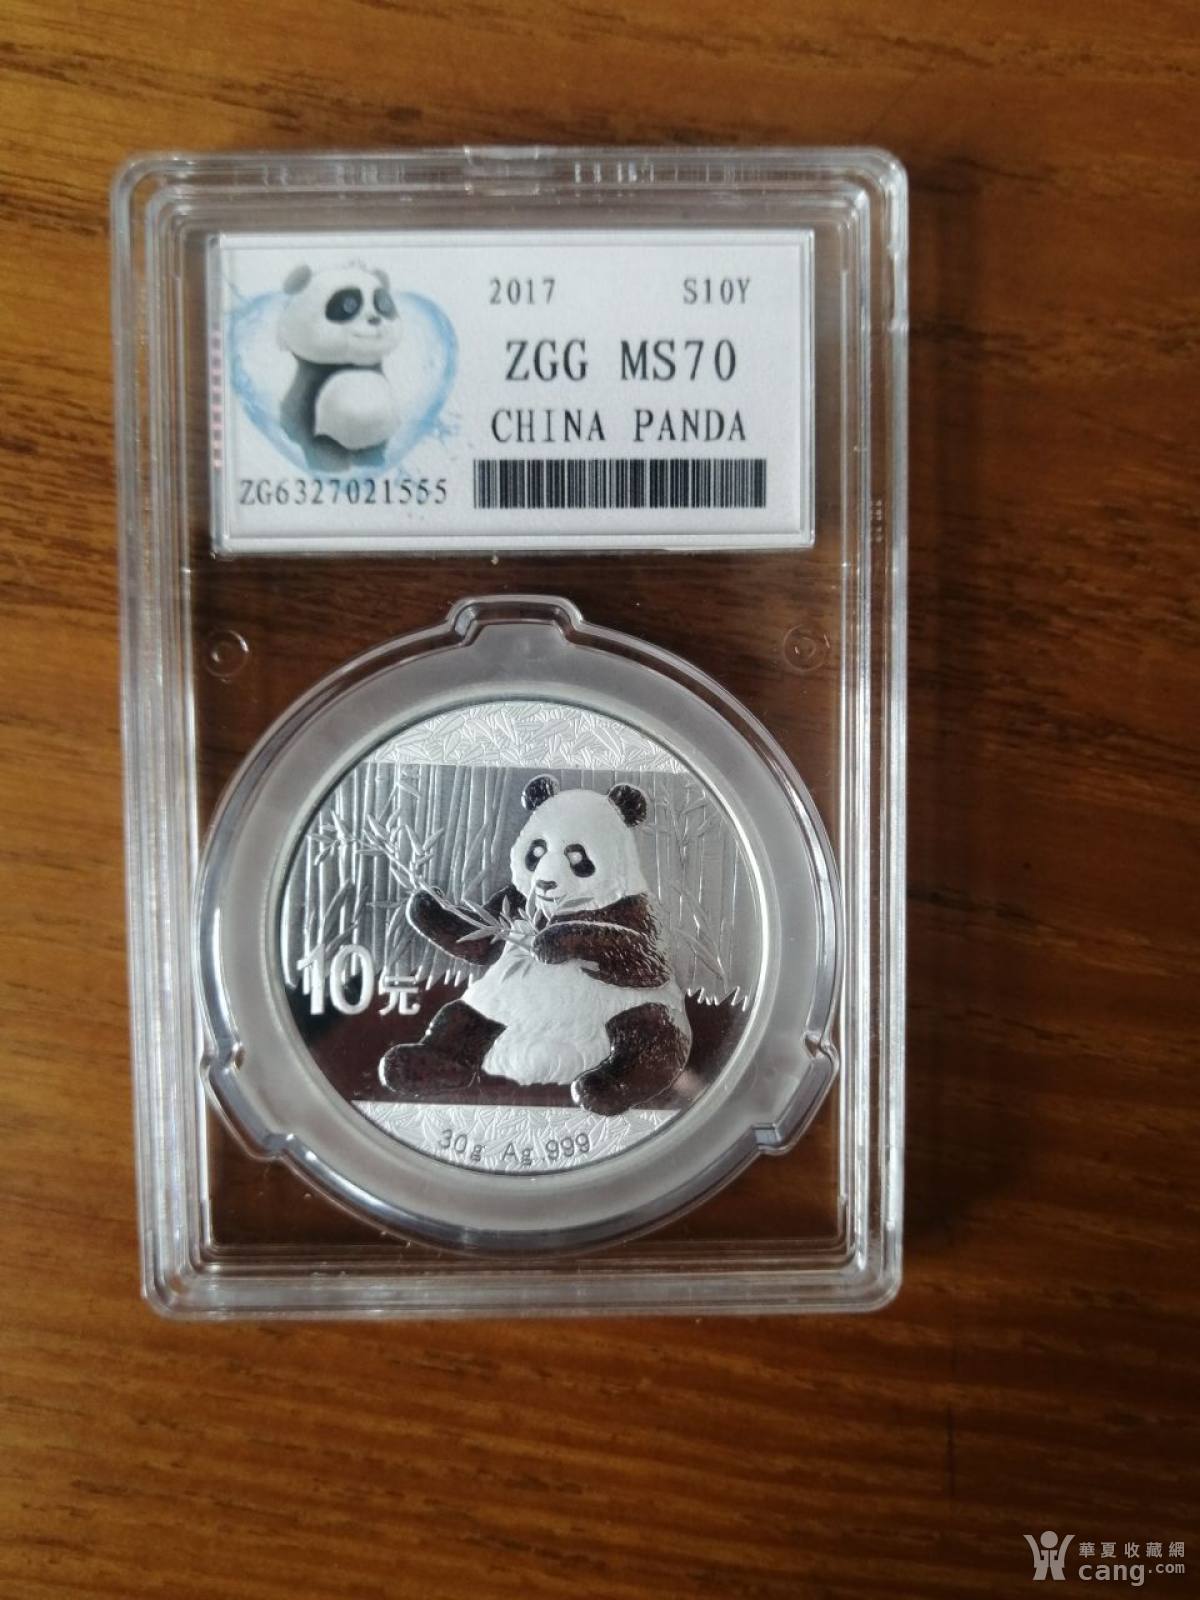 2017 S10Y
ZGG MS70
CHINA PANDA
ZG6327021555
10元
30g Ag.999
華夏收藏網
cang.com